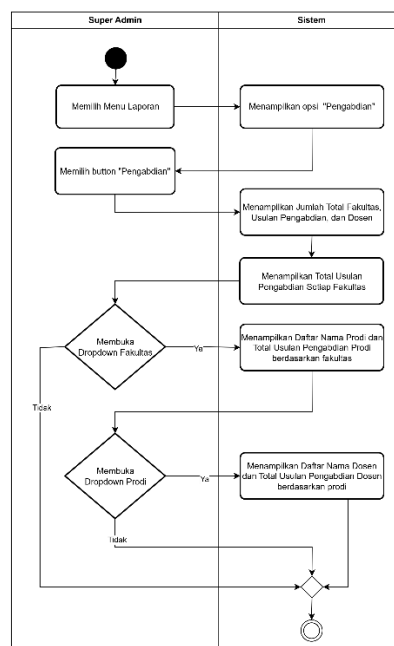 Super Admin
Sistem
Memilih Menu Laporan
Menampilkan opsi "Pengabdian"
Memilih button "Pengabdian"
Menampilkan Jumlah Total Fakultas,
Usulan Pengabdian, dan Dosen
Menampilkan Total Usulan
Pengabdian Setiap Fakultas
Membuka
Dropdown Fakultas
Ya
Menampilkan Daftar Nama Prodi dan
Total Usulan Pengabdian Prodi
berdasarkan fakultas
Tidak
Membuka
Dropdown Prodi
Ya
Menampilkan Daftar Nama Dosen
dan Total Usulan Pengabdian Dosen
berdasarkan prodi
Tidak